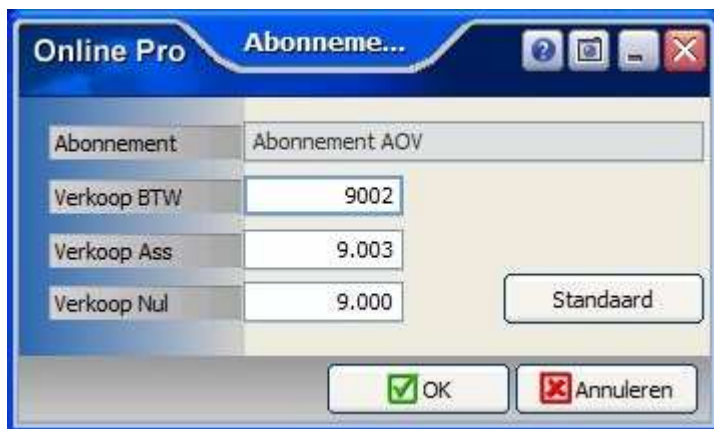 Online Pro Abonneme...
Abonnement Abonnement AOV
Verkoop BTW 9002
Verkoop Ass 9.003
Verkoop Nul 9.000 Standaard
OK Annuleren